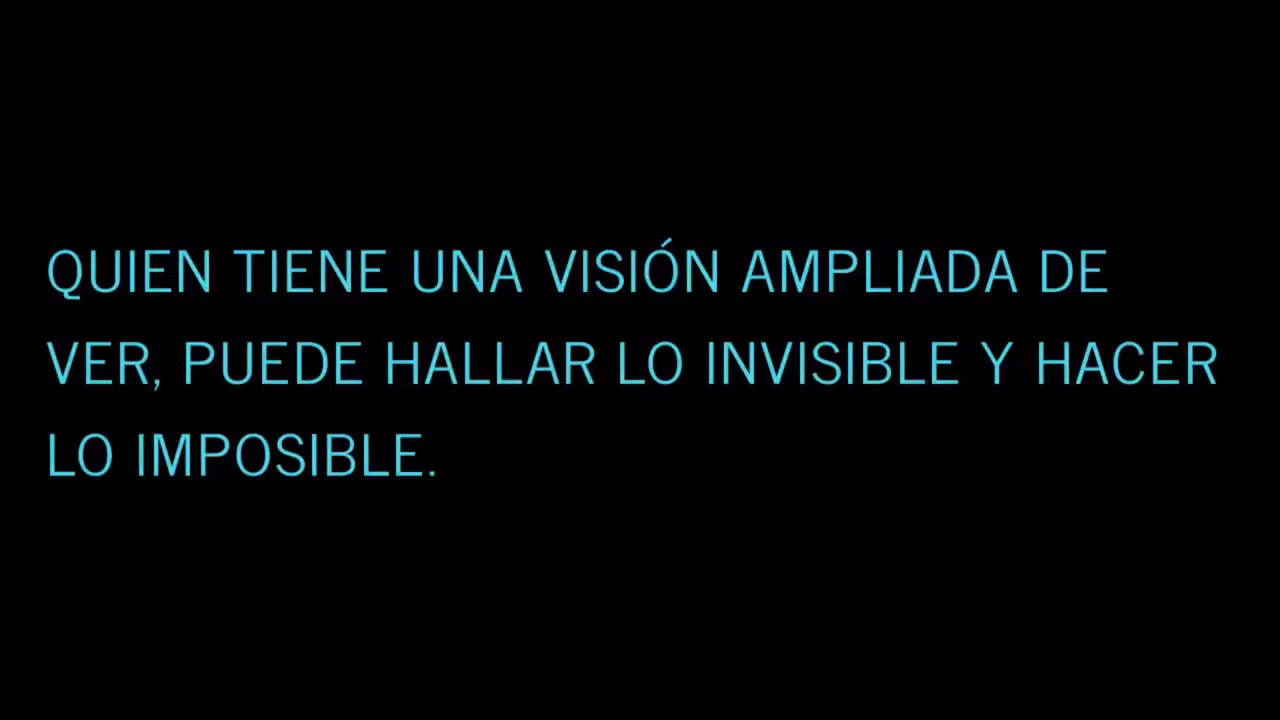 QUIEN TIENE UNA VISIÓN AMPLIADA DE
VER, PUEDE HALLAR LO INVISIBLE Y HACER
LO IMPOSIBLE.